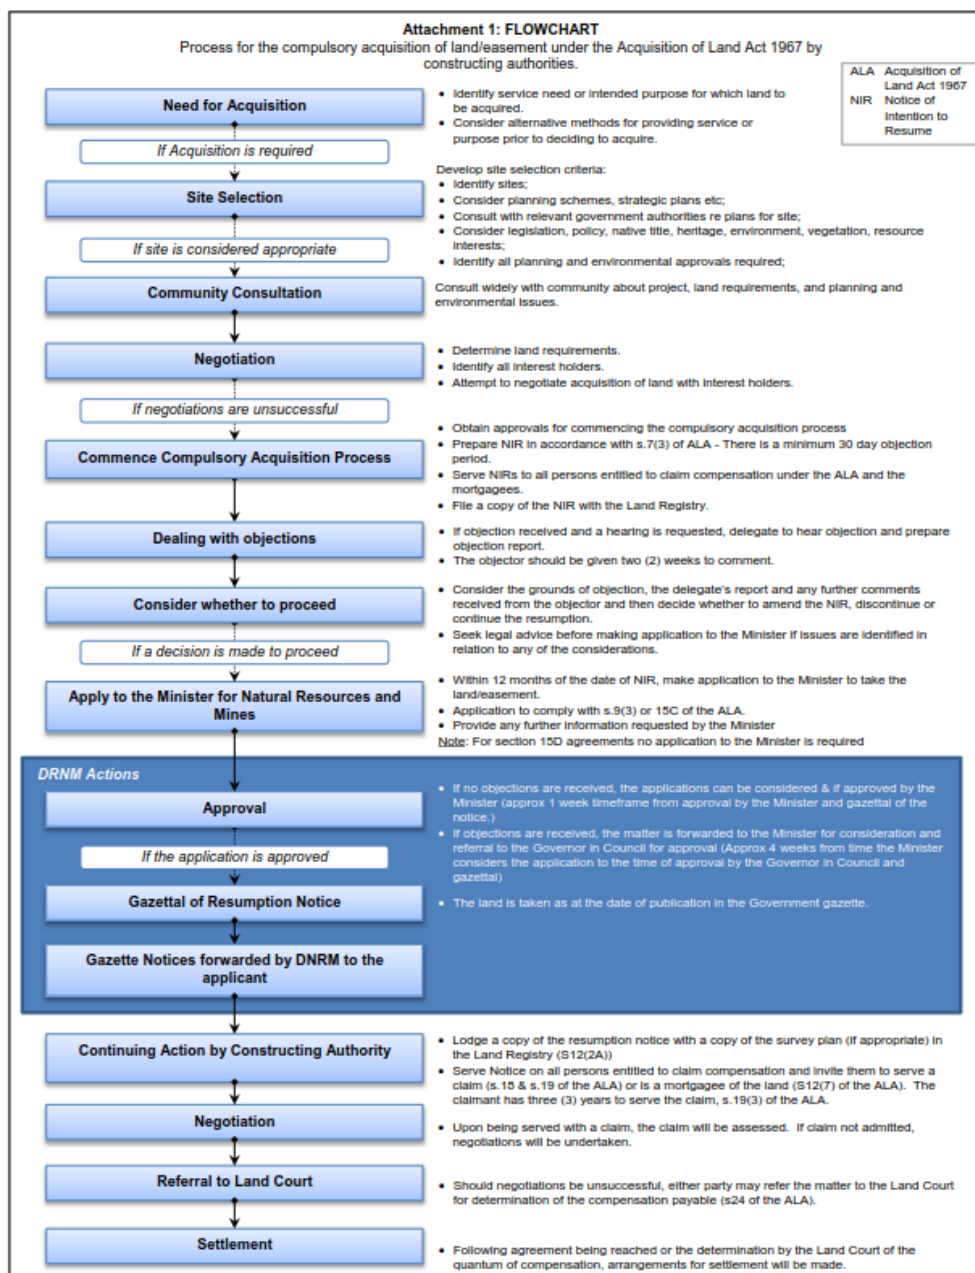 Attachment 1: FLOWCHART
Process for the compulsory acquisition of land/easement under the Acquisition of Land Act 1967 by
constructing authorities.
ALA Acquisition of
Land Act 1967
NIR Notice of
Intention to
Resume
Need for Acquisition
• Identify service need or intended purpose for which land to
be acquired.
• Consider alternative methods for providing service or
purpose prior to deciding to acquire.
If Acquisition is required
Site Selection
Develop site selection criteria:
• Identify sites;
• Consider planning schemes, strategic plans etc;
• Consult with relevant government authorities re plans for site;
• Consider legislation, policy, native title, heritage, environment, vegetation, resource
interests;
• Identify all planning and environmental approvals required;
If site is considered appropriate
Community Consultation
Consult widely with community about project, land requirements, and planning and
environmental issues.
Negotiation
• Determine land requirements.
• Identify all interest holders.
• Attempt to negotiate acquisition of land with interest holders.
If negotiations are unsuccessful
Commence Compulsory Acquisition Process
• Obtain approvals for commencing the compulsory acquisition process
• Prepare NIR in accordance with s.7(3) of ALA - There is a minimum 30 day objection
period.
• Serve NIRs to all persons entitled to claim compensation under the ALA and the
mortgagees.
• File a copy of the NIR with the Land Registry.
Dealing with objections
• If objection received and a hearing is requested, delegate to hear objection and prepare
objection report.
• The objector should be given two (2) weeks to comment.
Consider whether to proceed
• Consider the grounds of objection, the delegate's report and any further comments
received from the objector and then decide whether to amend the NIR, discontinue or
continue the resumption.
• Seek legal advice before making application to the Minister if issues are identified in
relation to any of the considerations.
If a decision is made to proceed
Apply to the Minister for Natural Resources and
Mines
• Within 12 months of the date of NIR, make application to the Minister to take the
land/easement.
• Application to comply with s.9(3) or 15C of the ALA.
• Provide any further information requested by the Minister
Note: For section 15D agreements no application to the Minister is required
DRNM Actions
Approval
• If no objections are received, the applications can be considered & if approved by the
Minister (approx 1 week timeframe from approval by the Minister and gazettal of the
notice.)
• If objections are received, the matter is forwarded to the Minister for consideration and
referral to the Governor in Council for approval (Approx 4 weeks from time the Minister
considers the application to the time of approval by the Governor in Council and
gazettal)
If the application is approved
Gazettal of Resumption Notice
• The land is taken as at the date of publication in the Government gazette.
Gazette Notices forwarded by DNRM to the
applicant
Continuing Action by Constructing Authority
• Lodge a copy of the resumption notice with a copy of the survey plan (if appropriate) in
the Land Registry (S12(2A))
• Serve Notice on all persons entitled to claim compensation and invite them to serve a
claim (s.18 & s.19 of the ALA) or is a mortgagee of the land (S12(7) of the ALA). The
claimant has three (3) years to serve the claim, s.19(3) of the ALA.
Negotiation
• Upon being served with a claim, the claim will be assessed. If claim not admitted,
negotiations will be undertaken.
Referral to Land Court
• Should negotiations be unsuccessful, either party may refer the matter to the Land Court
for determination of the compensation payable (s24 of the ALA).
Settlement
• Following agreement being reached or the determination by the Land Court of the
quantum of compensation, arrangements for settlement will be made.